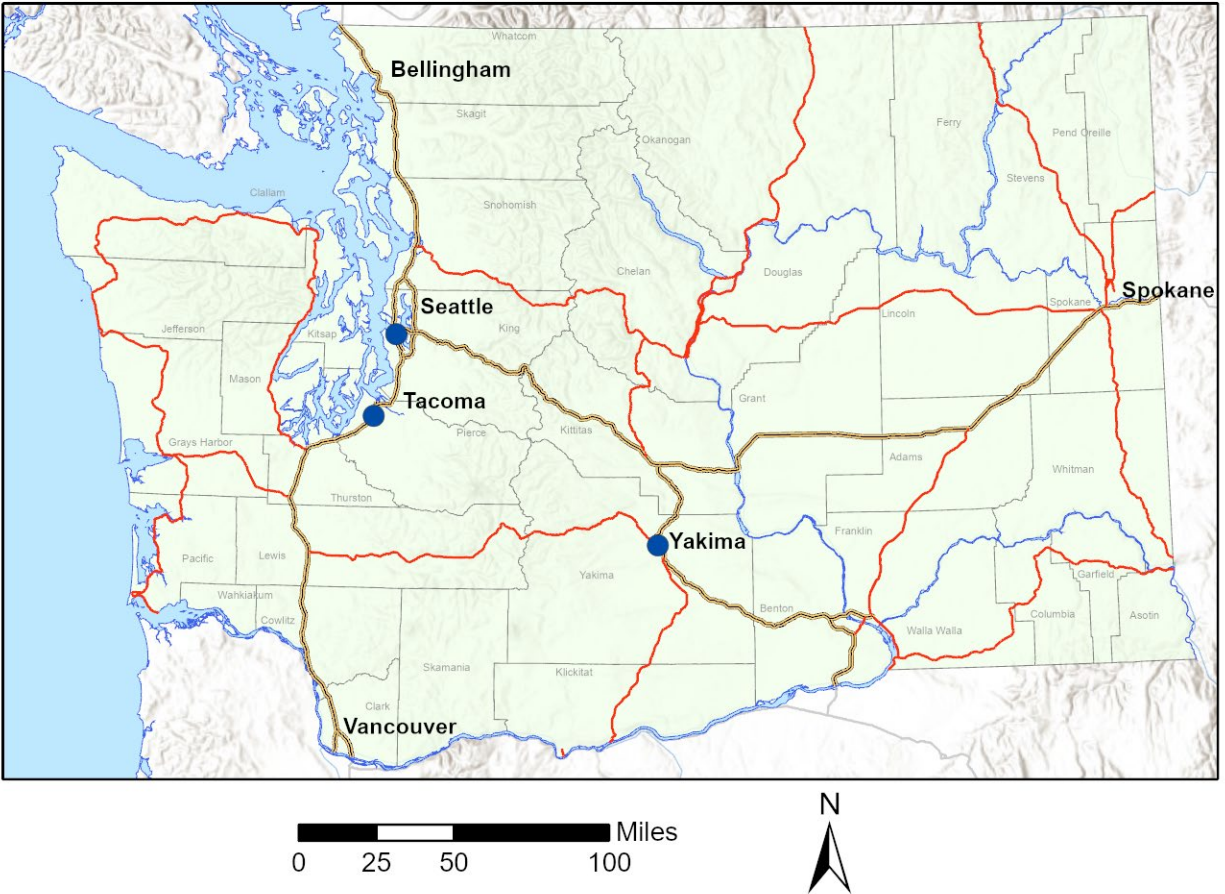 Whatcom
Bellingham
Skagit
Okanogan
Ferry
Pend Oreille
Stevens
Clallam
Snohomish
Chelan
Douglas
Spokane
Spokane
Seattle
Lincoln
Jefferson
Kitsap
King
Mason
Tacoma
Grant
Pierce
Kittitas
Grays Harbor
Adams
Whitman
Thurston
Franklin
Yakima
Pacific
Lewis
Yakima
Garfield
Wahkiakum
Benton
Columbia
Asotin
Cowlitz
Walla Walla
Skamania
Klickitat
Clark
Vancouver
N
Miles
0 25 50 100